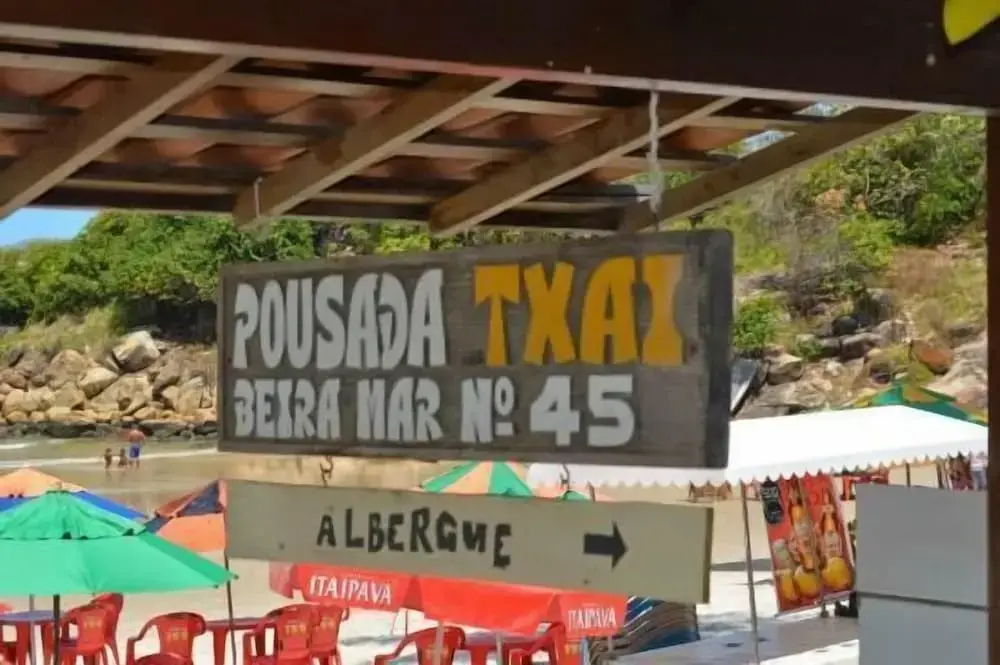 POUSADA TXAI
BEIRA MAR Nº 45
ALBERGUE
ITAIPAVA
ITAIPAVA